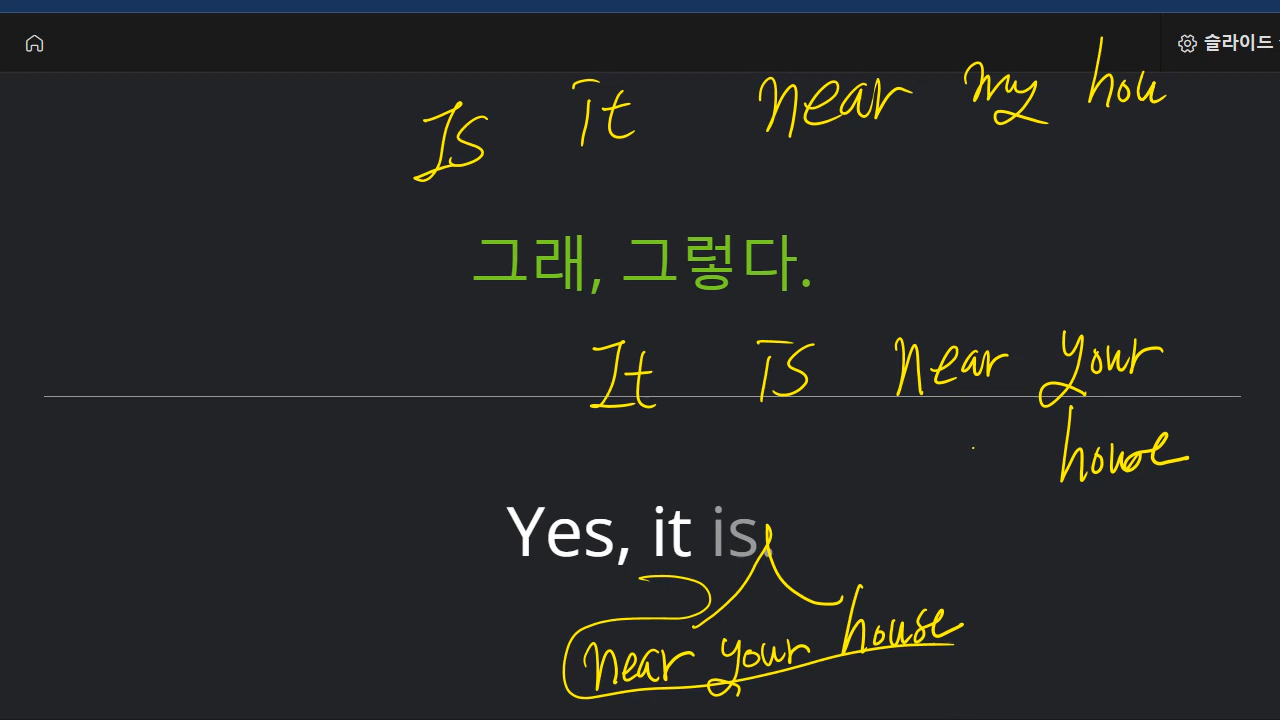 슬라이드
Is it near my hou
그래, 그렇다.
It is near your
house
Yes, it is.
near your house